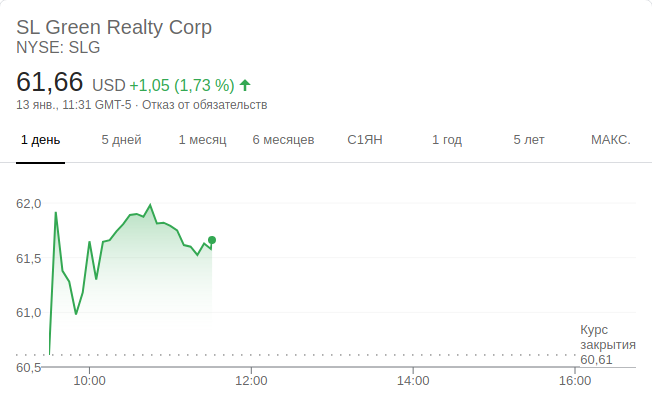 SL Green Realty Corp
NYSE: SLG
61,66 USD +1,05 (1,73 %)
13 янв., 11:31 GMT-5 · Отказ от обязательств
1 день 5 дней 1 месяц 6 месяцев С1ЯН 1 год 5 лет МАКС.
62,0
61,5
61,0
Курс
закрытия
60,61
60,5
10:00 12:00 14:00 16:00